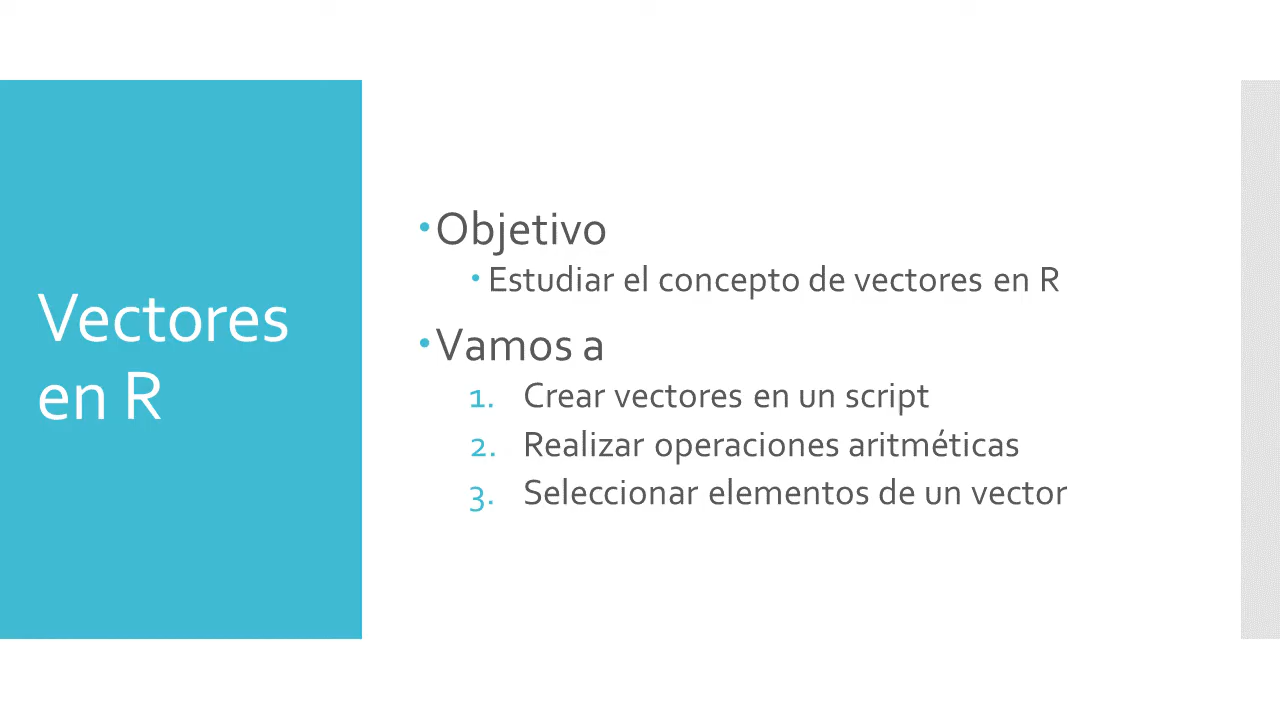 Vectores
en R
• Objetivo
• Estudiar el concepto de vectores en R
• Vamos a
1. Crear vectores en un script
2. Realizar operaciones aritméticas
3. Seleccionar elementos de un vector